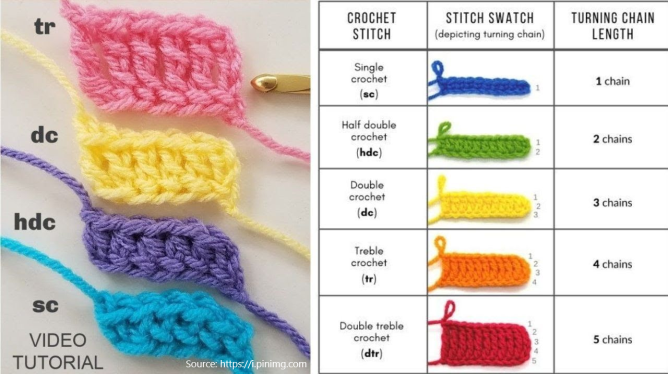 tr
dc
hdc
sc
VIDEO
TUTORIAL
Source: https://i.pinimg.com
CROCHET
STITCH
STITCH SWATCH
(depicting turning chain)
TURNING CHAIN
LENGTH
Single
crochet
(sc)
1
1 chain
Half double
crochet
(hdc)
1
2
2 chains
Double
crochet
(dc)
1
2
3
3 chains
Treble
crochet
(tr)
1
2
3
4
4 chains
Double treble
crochet
(dtr)
1
2
3
4
5
5 chains